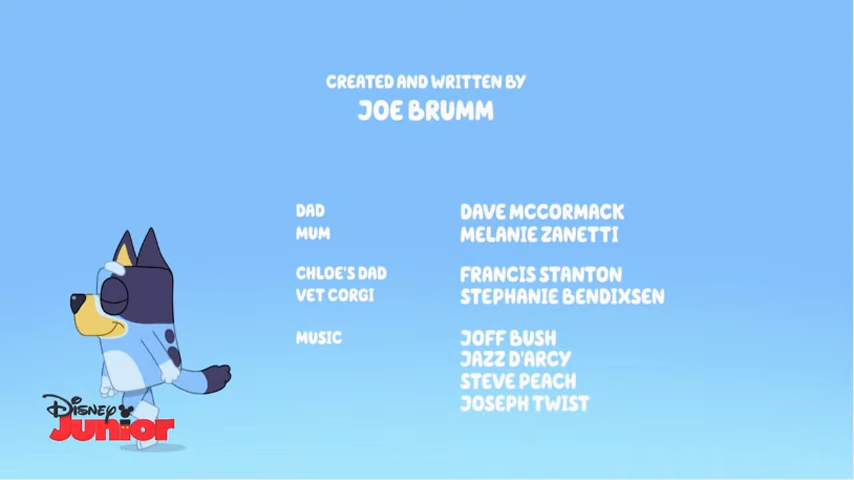 CREATED AND WRITTEN BY
JOE BRUMM
DAD DAVE MCCORMACK
MUM MELANIE ZANETTI
CHLOE'S DAD FRANCIS STANTON
VET CORGI STEPHANIE BENDIXSEN
MUSIC JOFF BUSH
JAZZ D'ARCY
STEVE PEACH
JOSEPH TWIST
Disney
Junior